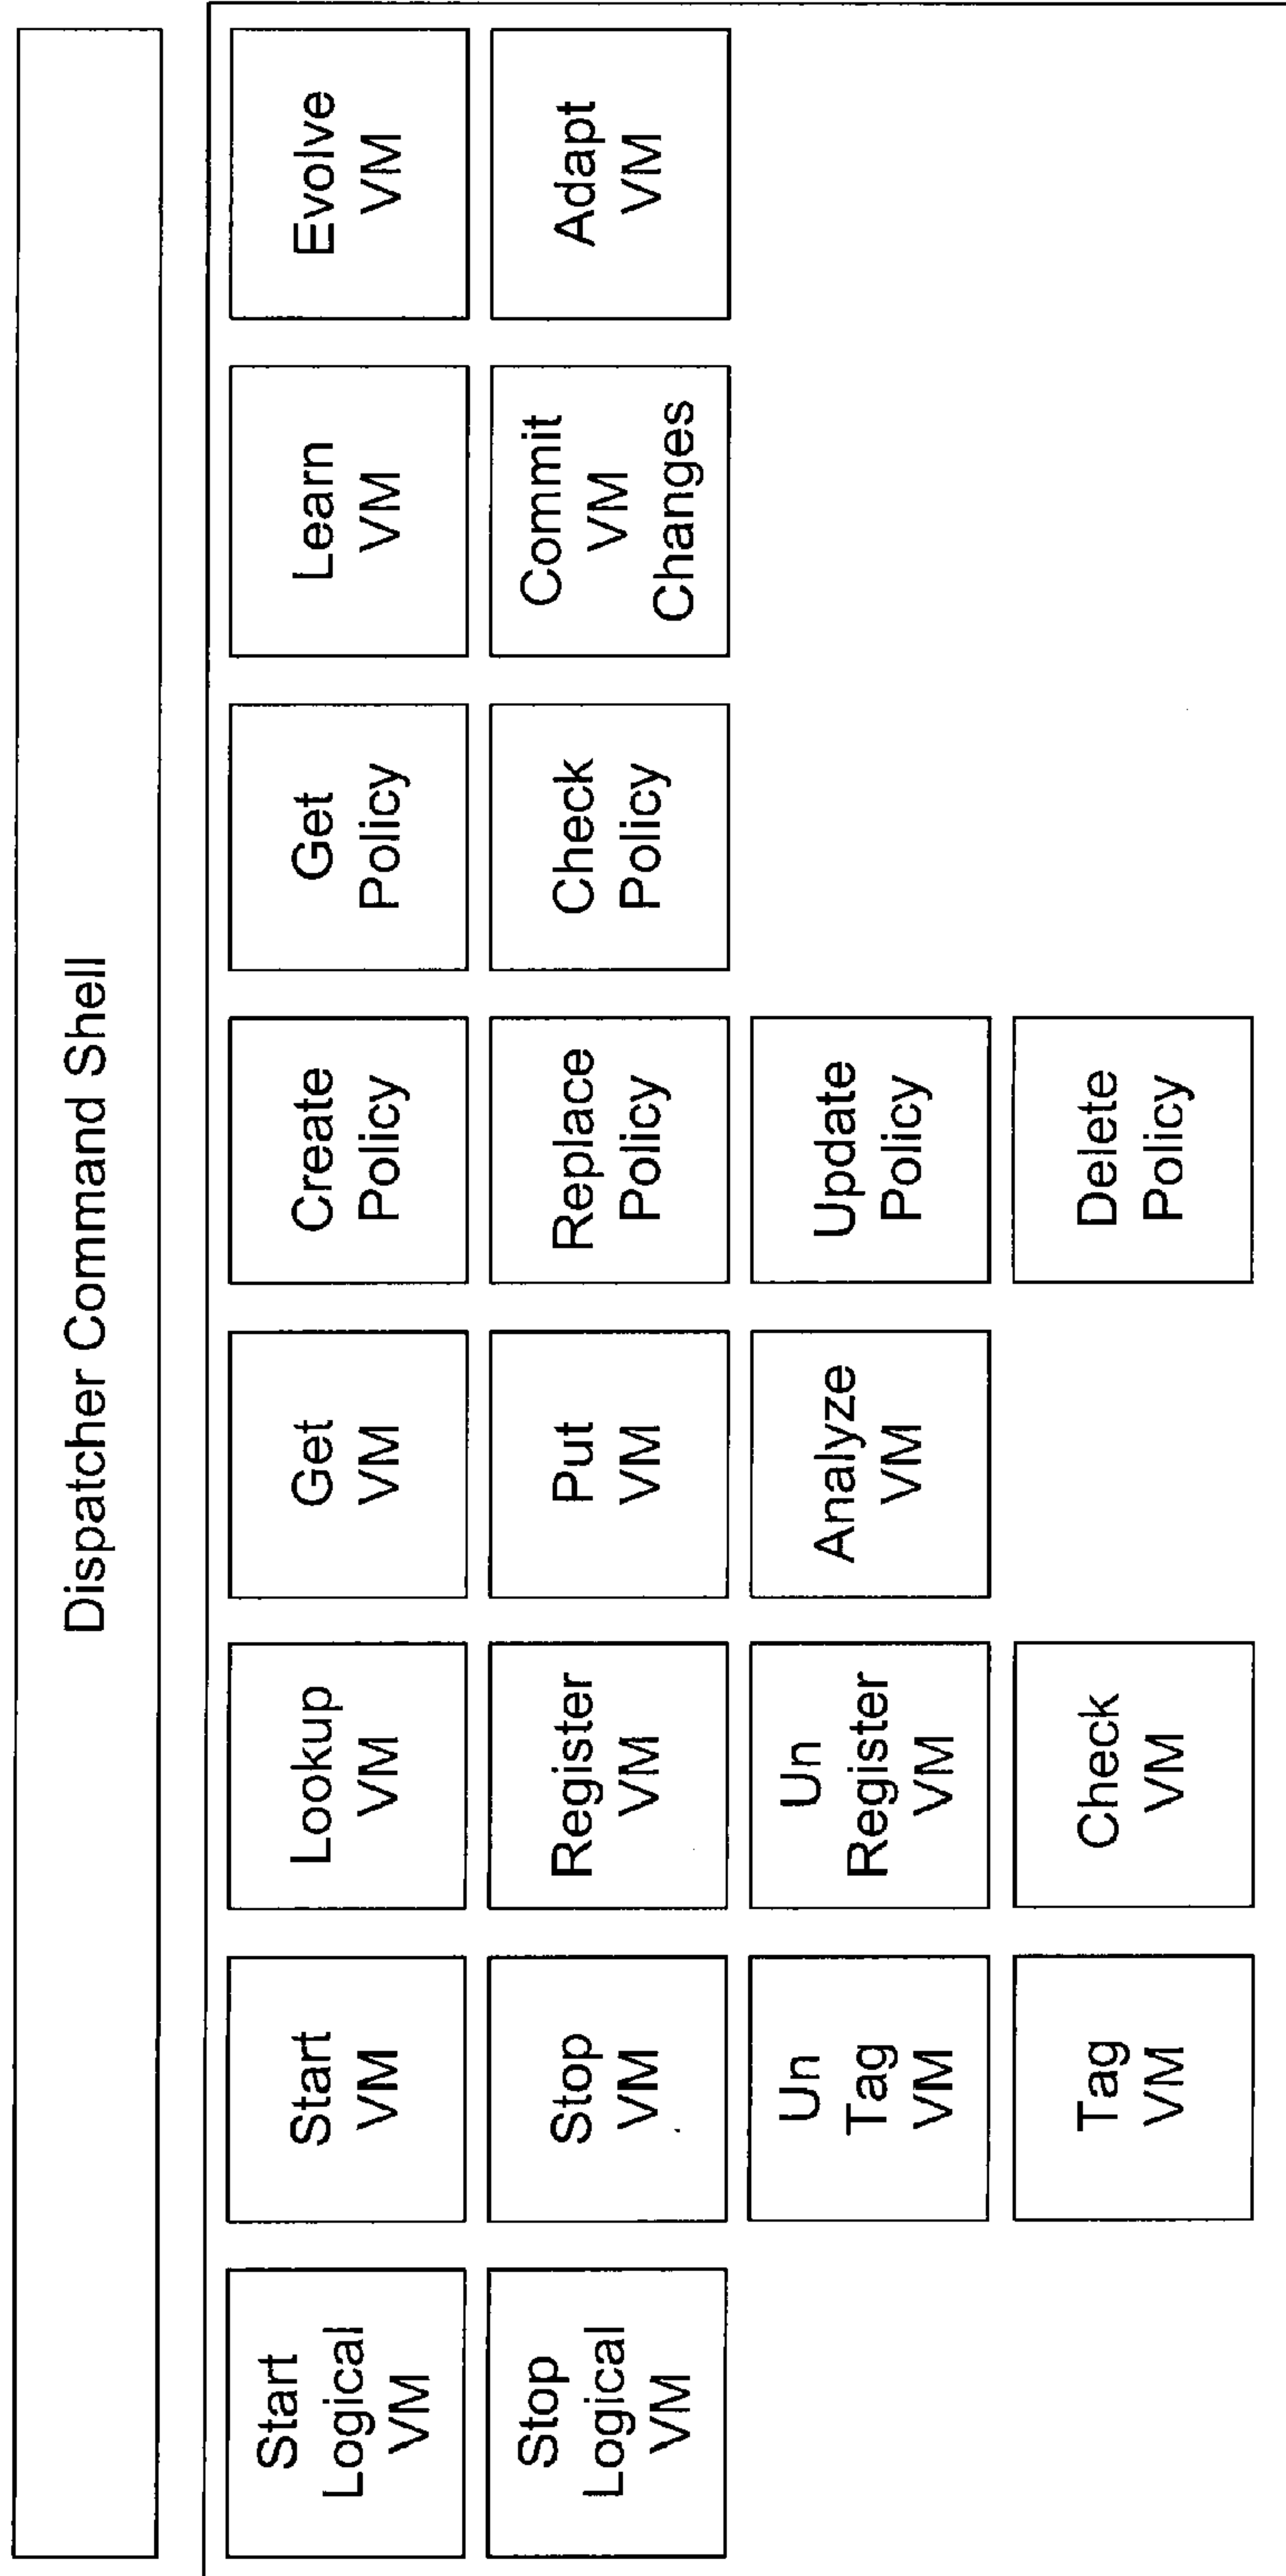 Dispatcher Command Shell
Start
Logical
VM
Start
VM
Lookup
VM
Get
VM
Create
Policy
Get
Policy
Learn
VM
Evolve
VM
Stop
Logical
VM
Stop
VM
Register
VM
Put
VM
Replace
Policy
Check
Policy
Commit
VM
Changes
Adapt
VM
Un
Tag
VM
Un
Register
VM
Analyze
VM
Update
Policy
Tag
VM
Check
VM
Delete
Policy